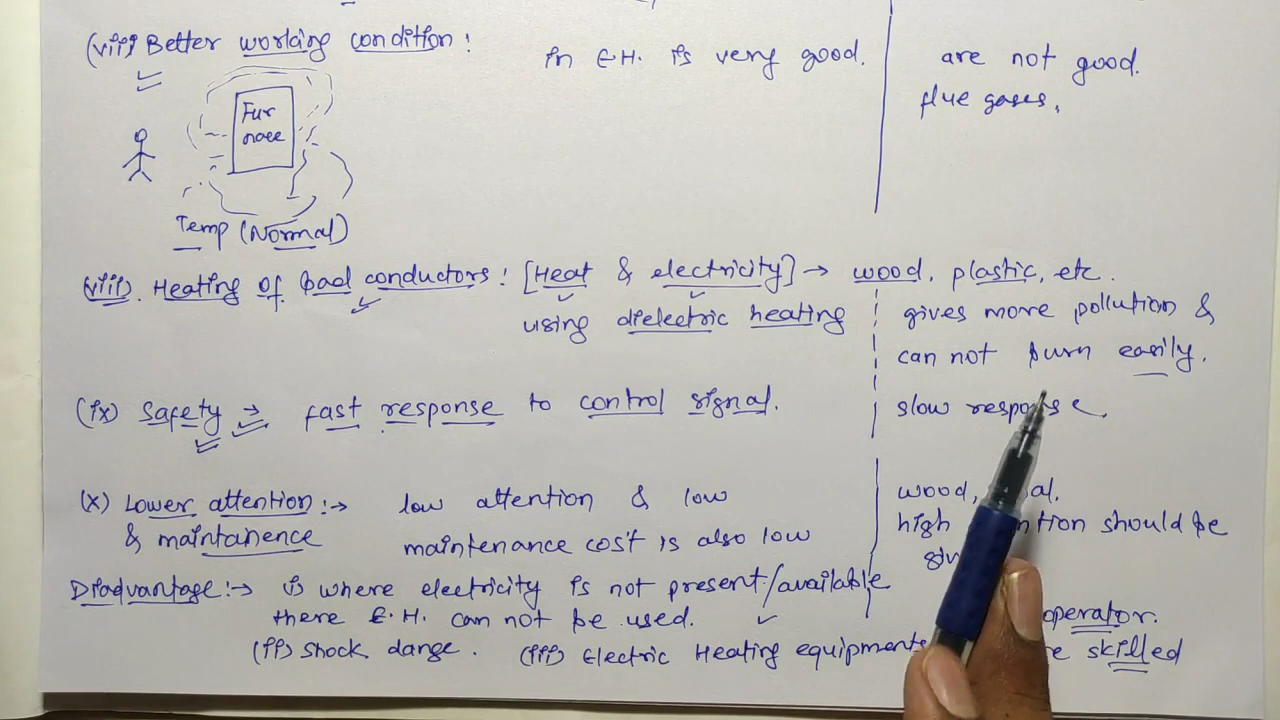 (viii) Better working condition :
in E.H. is very good.
are not good.
flue gases.
Fur
nace
Temp (Normal)
(viii). Heating of bad conductors : [Heat & electricity] → wood, plastic, etc.
using dielectric heating
gives more pollution &
can not burn easily.
(ix) Safety → fast response to control signal.
slow response
(x) Lower attention :→ low attention & low
& maintanence maintenance cost is also low
wood,
high should be
Disadvantage :→ is where electricity is not present/available
there E.H. can not be used.
(ii) Shock dange. (iii) Electric Heating equipments skilled
operator.